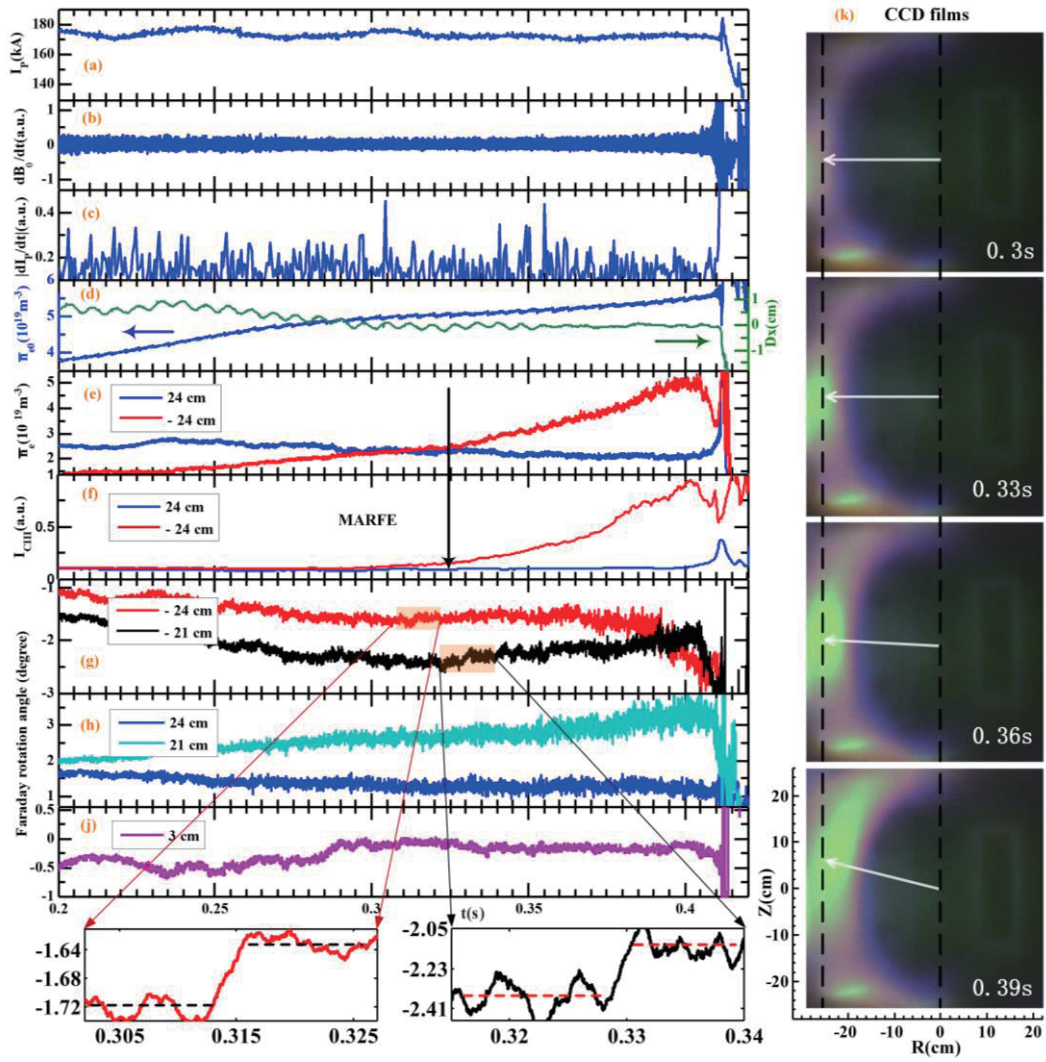 (a)
I_P(kA)
180
160
140
(b)
dB_θ/dt(a.u.)
1
0
-1
(c)
|dI_P/dt|(a.u.)
0.4
0.2
6
(d)
n̄_e0(10^19m^-3)
5
4
1
0
-1
Dx(cm)
(e)
n̄_e(10^19m^-3)
5
4
3
2
1
24 cm
- 24 cm
(f)
I_CIII(a.u.)
1
0.5
0
24 cm
- 24 cm
MARFE
Faraday rotation angle (degree)
-1
-2
-3
- 24 cm
- 21 cm
(g)
(h)
3
2
1
24 cm
21 cm
(j)
0.5
0
-0.5
-1
3 cm
0.2
0.25
0.3
t(s)
0.35
0.4
-1.64
-1.68
-1.72
0.305
0.315
0.325
-2.05
-2.23
-2.41
0.32
0.33
0.34
(k)
CCD films
0.3s
0.33s
0.36s
0.39s
Z(cm)
20
10
0
-10
-20
-20
-10
0
10
20
R(cm)